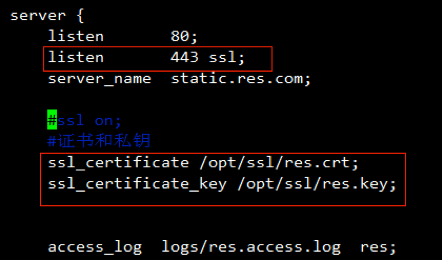 server {
listen 80;
listen 443 ssl;
server_name static.res.com;
#ssl on;
#证书和私钥
ssl_certificate /opt/ssl/res.crt;
ssl_certificate_key /opt/ssl/res.key;
access_log logs/res.access.log res;